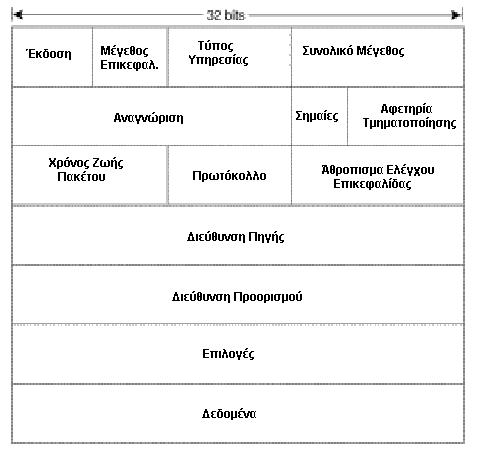 32 bits
Έκδοση
Μέγεθος
Επικεφαλ.
Τύπος
Υπηρεσίας
Συνολικό Μέγεθος
Αναγνώριση
Σημαίες
Αφετηρία
Τμηματοποίησης
Χρόνος Ζωής
Πακέτου
Πρωτόκολλο
Άθροπισμα Ελέγχου
Επικεφαλίδας
Διεύθυνση Πηγής
Διεύθυνση Προορισμού
Επιλογές
Δεδομένα